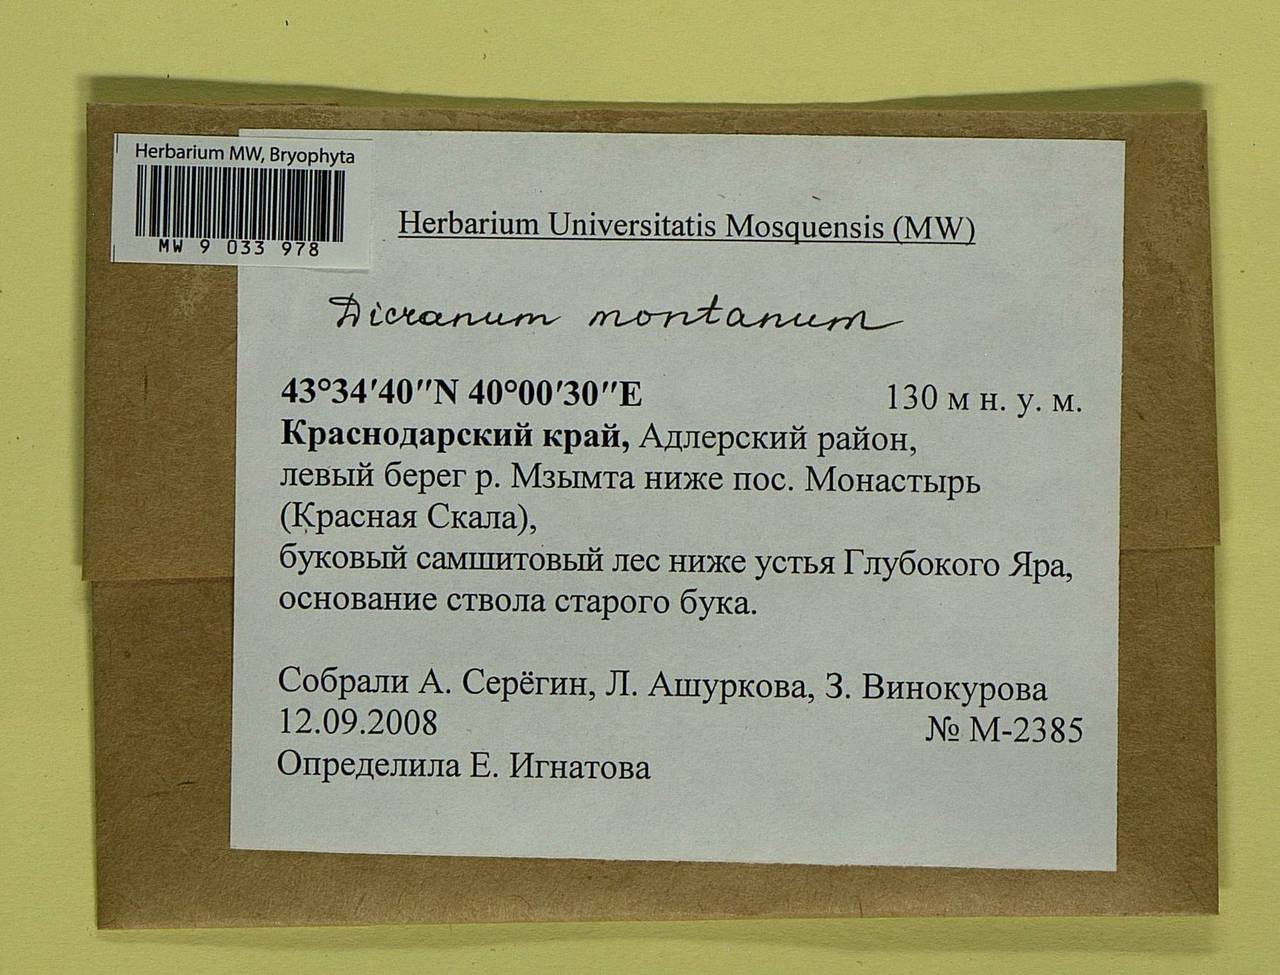 Herbarium MW, Bryophyta
MW 9 033 978
Herbarium Universitatis Mosquensis (MW)
Dicranum montanum
43°34′40″N 40°00′30″E 130 м н. у. м.
Краснодарский край, Адлерский район,
левый берег р. Мзымта ниже пос. Монастырь
(Красная Скала),
буковый самшитовый лес ниже устья Глубокого Яра,
основание ствола старого бука.
Собрали А. Серёгин, Л. Ашуркова, З. Винокурова
12.09.2008 № М-2385
Определила Е. Игнатова